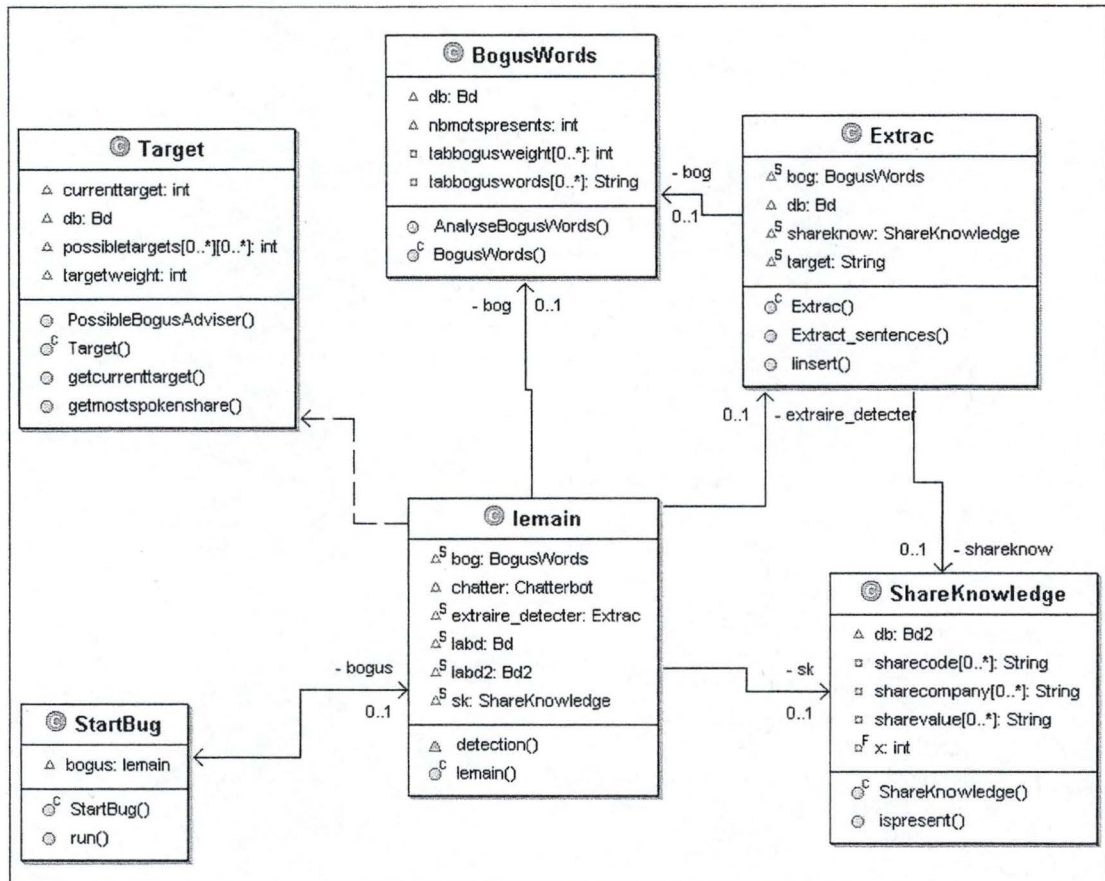 BogusWords
db: Bd
nbmotspresents: int
tabbogusweight[0..*]: int
tabboguswords[0..*]: String
AnalyseBogusWords()
BogusWords()
Target
currenttarget: int
db: Bd
possibletargets[0..*][0..*]: int
targetweight: int
PossibleBogusAdviser()
Target()
getcurrenttarget()
getmostspokenshare()
Extrac
bog: BogusWords
db: Bd
shareknow: ShareKnowledge
target: String
Extrac()
Extract_sentences()
linsert()
- bog
0..1
- bog
0..1
0..1
- extraire_detecter
0..1
- shareknow
lemain
bog: BogusWords
chatter: Chatterbot
extraire_detecter: Extrac
labd: Bd
labd2: Bd2
sk: ShareKnowledge
detection()
lemain()
- bogus
0..1
- sk
0..1
StartBug
bogus: lemain
StartBug()
run()
ShareKnowledge
db: Bd2
sharecode[0..*]: String
sharecompany[0..*]: String
sharevalue[0..*]: String
x: int
ShareKnowledge()
ispresent()